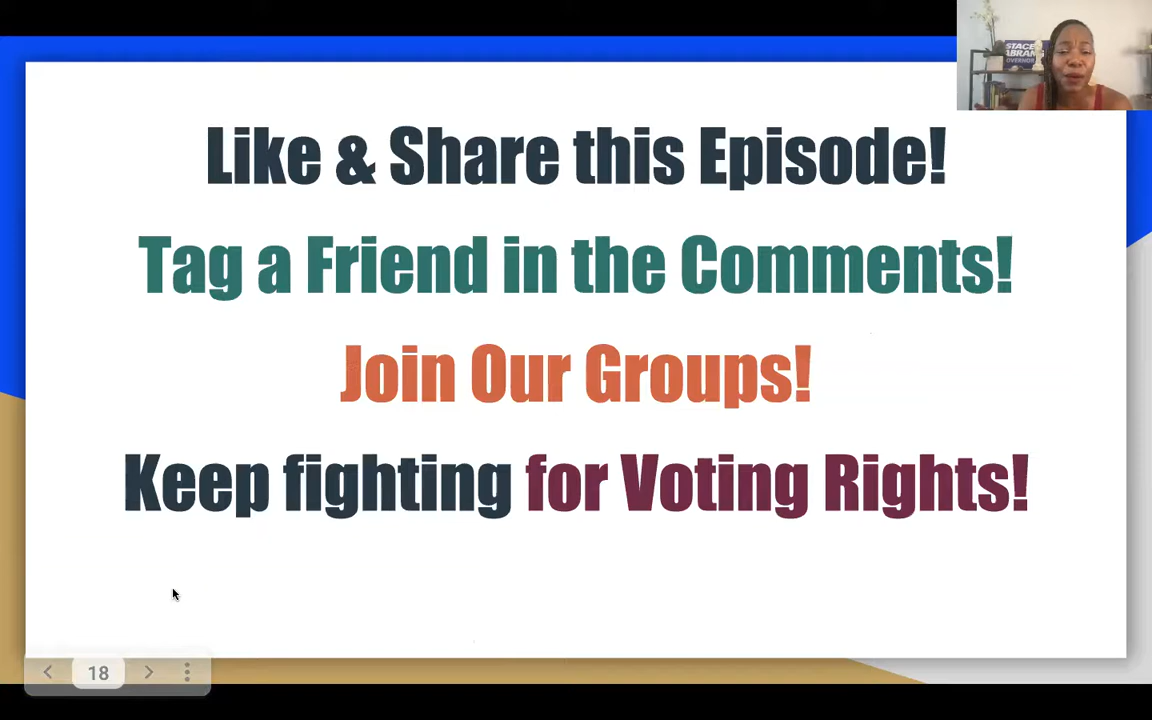 Like & Share this Episode!
Tag a Friend in the Comments!
Join Our Groups!
Keep fighting for Voting Rights!
18